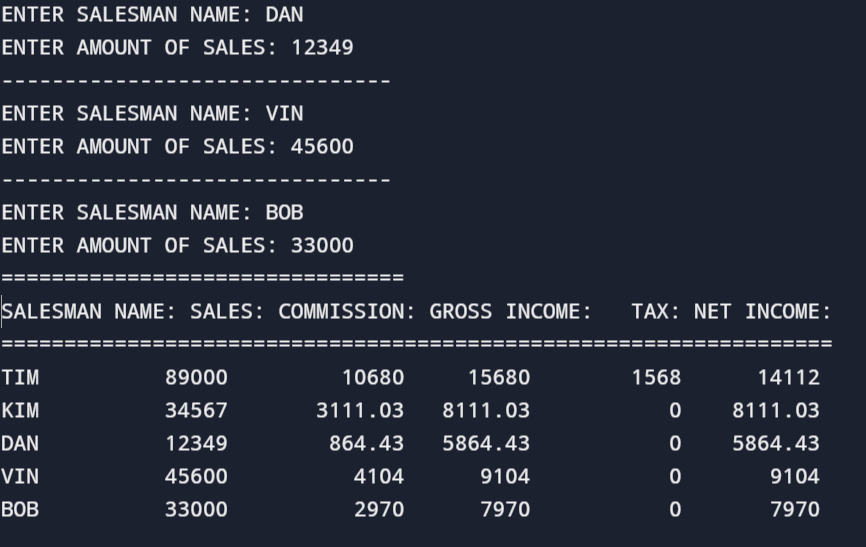 ENTER SALESMAN NAME: DAN
ENTER AMOUNT OF SALES: 12349
-------------------------------
ENTER SALESMAN NAME: VIN
ENTER AMOUNT OF SALES: 45600
-------------------------------
ENTER SALESMAN NAME: BOB
ENTER AMOUNT OF SALES: 33000
================================
SALESMAN NAME: SALES: COMMISSION: GROSS INCOME:   TAX: NET INCOME:
==================================================================
TIM          89000         10680     15680        1568      14112
KIM          34567       3111.03   8111.03           0    8111.03
DAN          12349        864.43   5864.43           0    5864.43
VIN          45600          4104      9104           0       9104
BOB          33000          2970      7970           0       7970